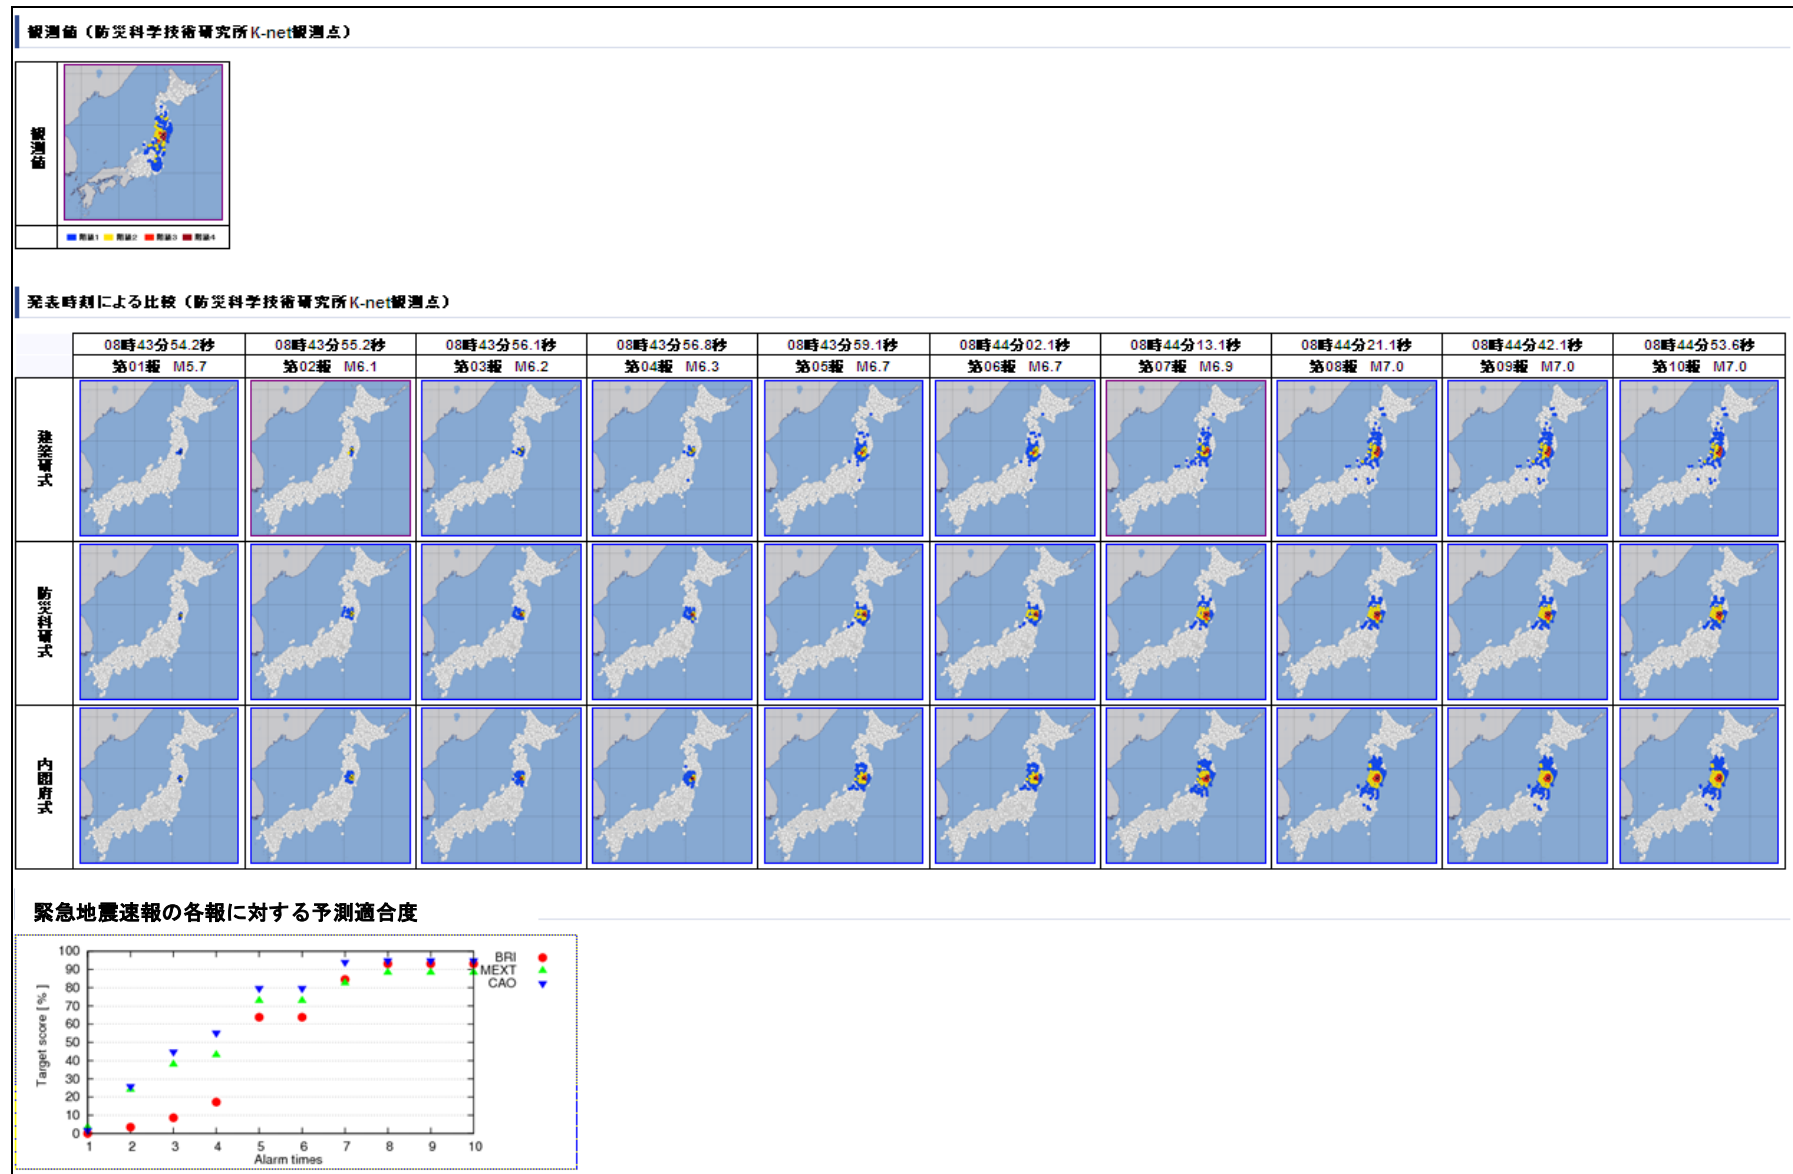 観測値（防災科学技術研究所K-net観測点）
観測値
階級1 階級2 階級3 階級4
発表時刻による比較（防災科学技術研究所K-net観測点）
08時43分54.2秒 08時43分55.2秒 08時43分56.1秒 08時43分56.8秒 08時43分59.1秒 08時44分02.1秒 08時44分13.1秒 08時44分21.1秒 08時44分42.1秒 08時44分53.6秒
第01報 M5.7 第02報 M6.1 第03報 M6.2 第04報 M6.3 第05報 M6.7 第06報 M6.7 第07報 M6.9 第08報 M7.0 第09報 M7.0 第10報 M7.0
建築研式
防災科研式
内閣府式
緊急地震速報の各報に対する予測適合度
BRI
MEXT
CAO
100
90
80
70
60
50
40
30
20
10
0
Target score [%]
1 2 3 4 5 6 7 8 9 10
Alarm times